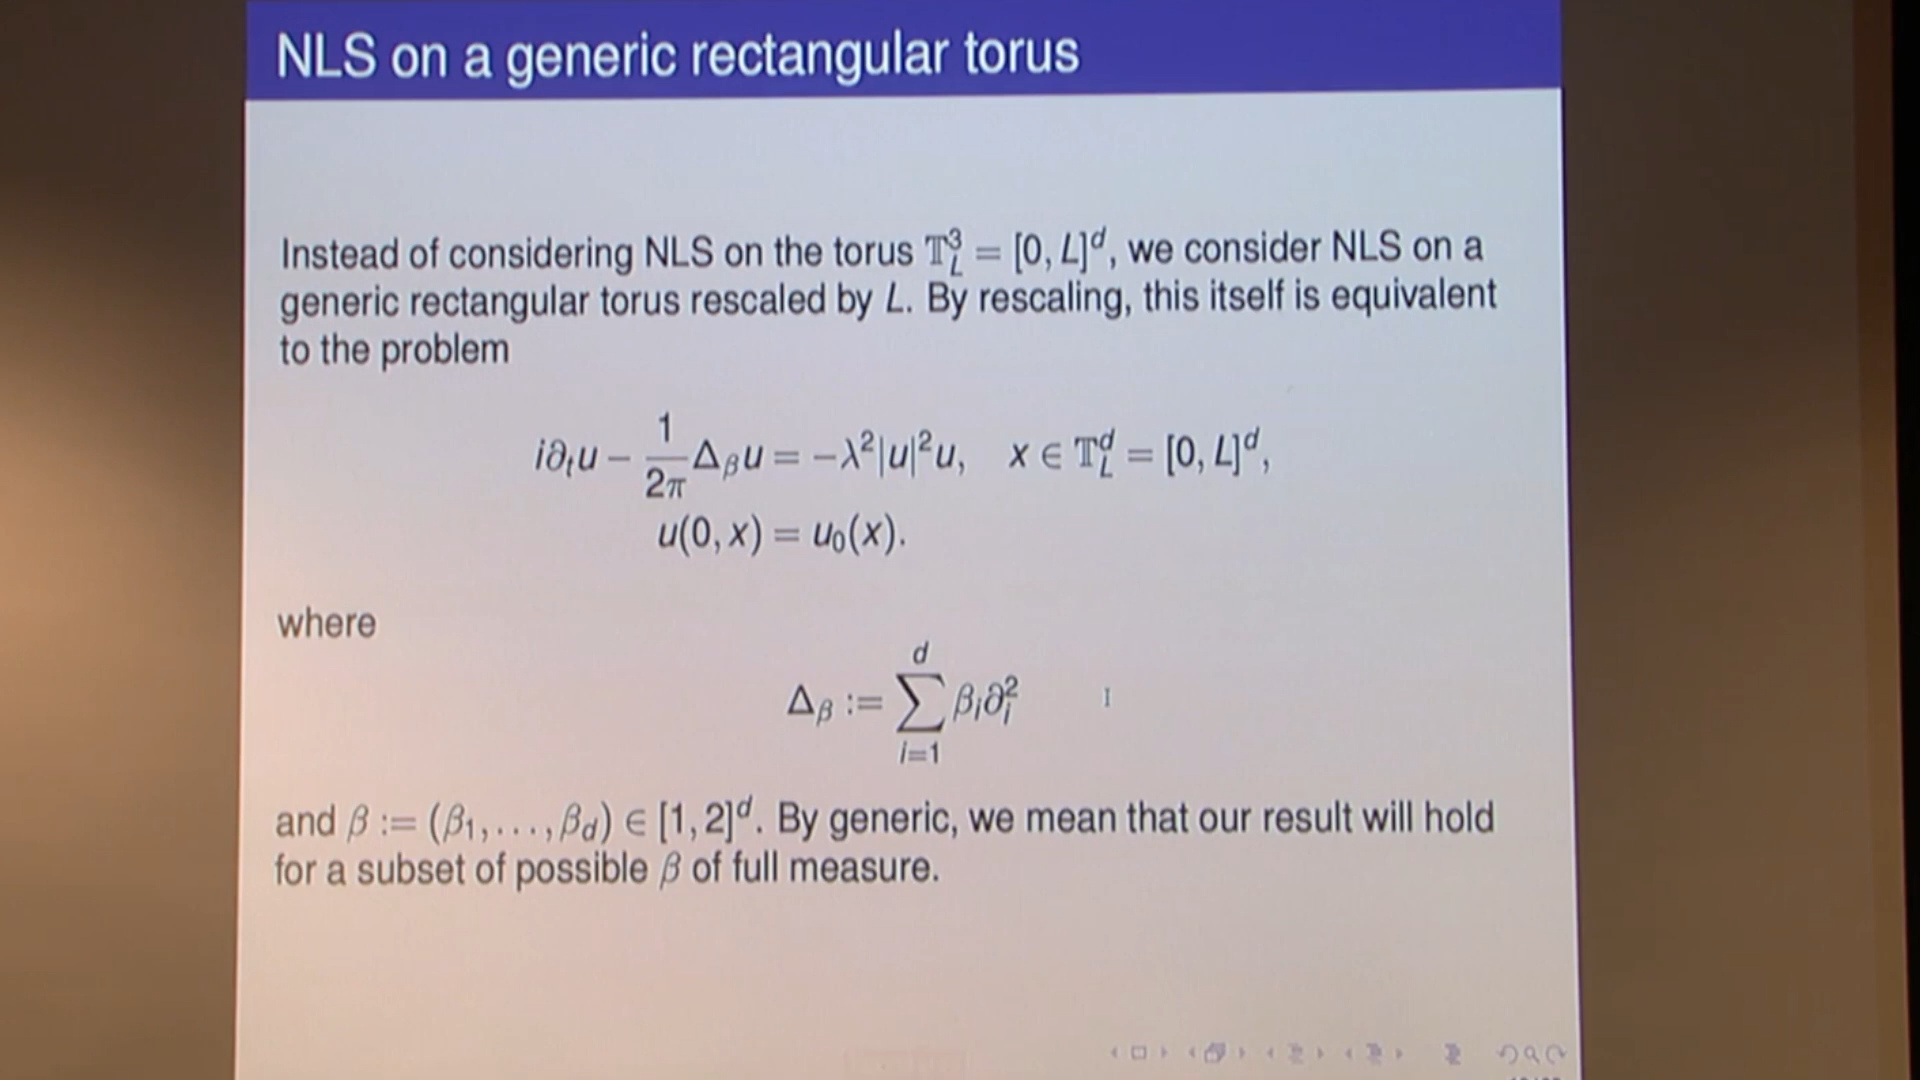 NLS on a generic rectangular torus
Instead of considering NLS on the torus 𝕋³_L = [0, L]^d, we consider NLS on a
generic rectangular torus rescaled by L. By rescaling, this itself is equivalent
to the problem
i∂_t u − 1/2π Δ_β u = −λ²|u|²u, x ∈ 𝕋^d_L = [0, L]^d,
u(0, x) = u₀(x).
where
Δ_β := ∑_{i=1}^{d} β_i ∂_i²
and β := (β₁, . . . , β_d) ∈ [1, 2]^d. By generic, we mean that our result will hold
for a subset of possible β of full measure.